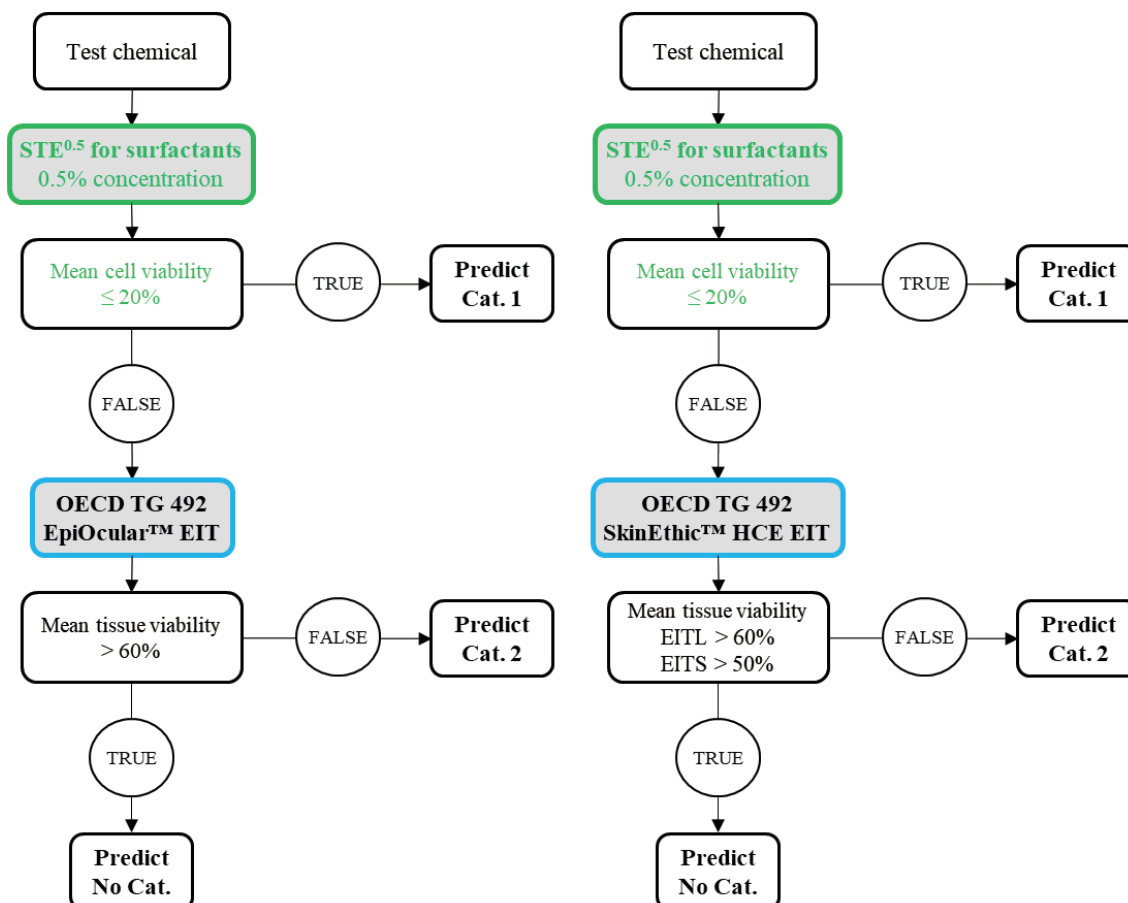 Test chemical
STE0.5 for surfactants
0.5% concentration
Mean cell viability
≤ 20%
TRUE
Predict
Cat. 1
FALSE
OECD TG 492
EpiOcular™ EIT
Mean tissue viability
> 60%
FALSE
Predict
Cat. 2
TRUE
Predict
No Cat.
Test chemical
STE0.5 for surfactants
0.5% concentration
Mean cell viability
≤ 20%
TRUE
Predict
Cat. 1
FALSE
OECD TG 492
SkinEthic™ HCE EIT
Mean tissue viability
EITL > 60%
EITS > 50%
FALSE
Predict
Cat. 2
TRUE
Predict
No Cat.